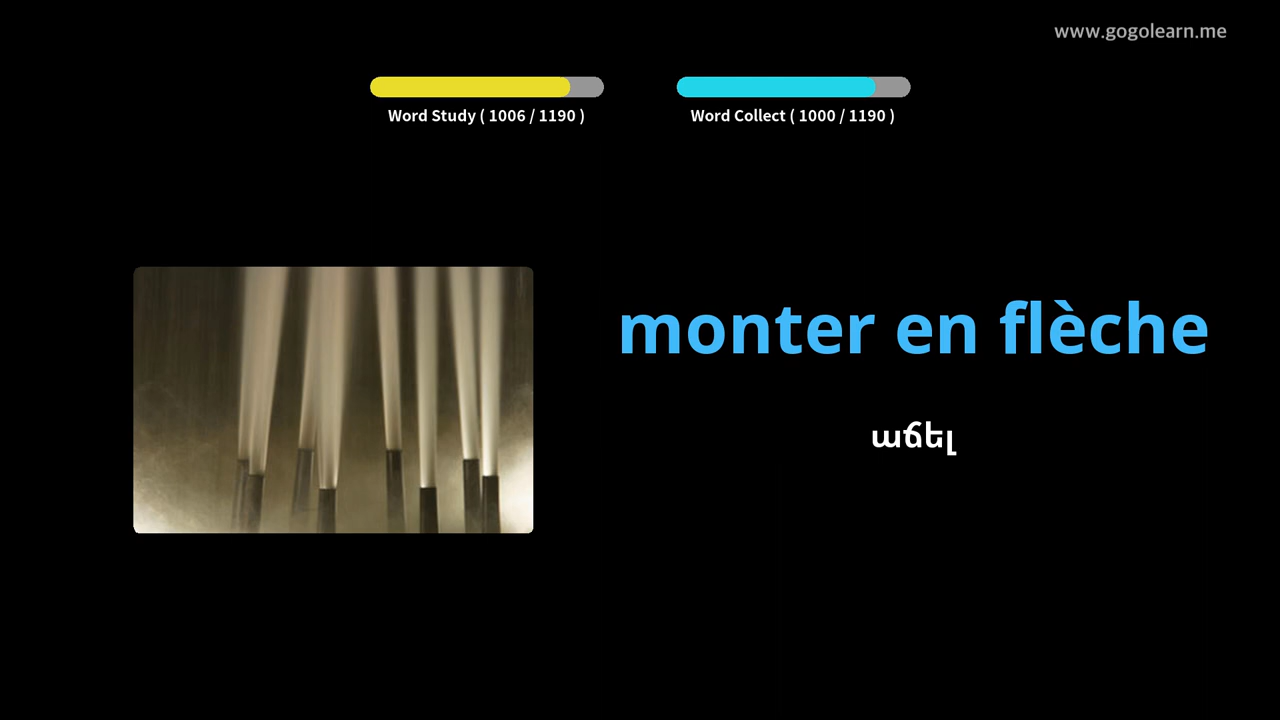 www.gogolearn.me
Word Study ( 1006 / 1190 )
Word Collect ( 1000 / 1190 )
monter en flèche
աճել